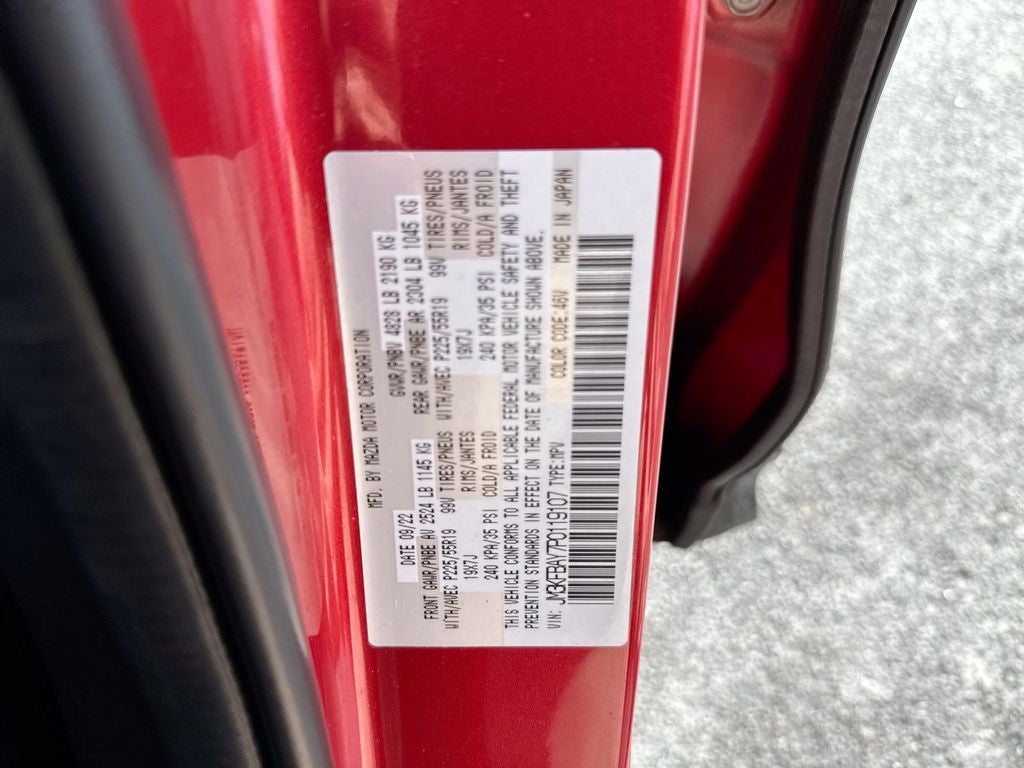 MFD. BY MAZDA MOTOR CORPORATION
DATE 09/22 GVWR/PNBV 4828 LB 2190 KG
FRONT GAWR/PNBE AV 2524 LB 1145 KG REAR GAWR/PNBE AR 2304 LB 1045 KG
WITH/AVEC P225/55R19 99V TIRES/PNEUS WITH/AVEC P225/55R19 99V TIRES/PNEUS
19X7J RIMS/JANTES 19X7J RIMS/JANTES
240 KPA/35 PSI COLD/A FROID 240 KPA/35 PSI COLD/A FROID
THIS VEHICLE CONFORMS TO ALL APPLICABLE FEDERAL MOTOR VEHICLE SAFETY AND THEFT
PREVENTION STANDARDS IN EFFECT ON THE DATE OF MANUFACTURE SHOWN ABOVE.
VIN: JM3KFBAY7P0119107 TYPE:MPV COLOR CODE:46V MADE IN JAPAN